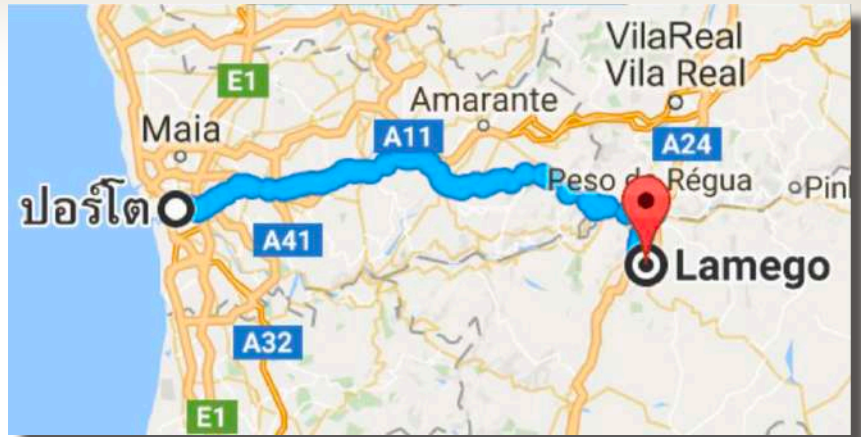 VilaReal
Vila Real
E1
Amarante
Maia
A11
A24
Peso da Régua
Pinh
ปอร์โต
A41
Lamego
A32
E1